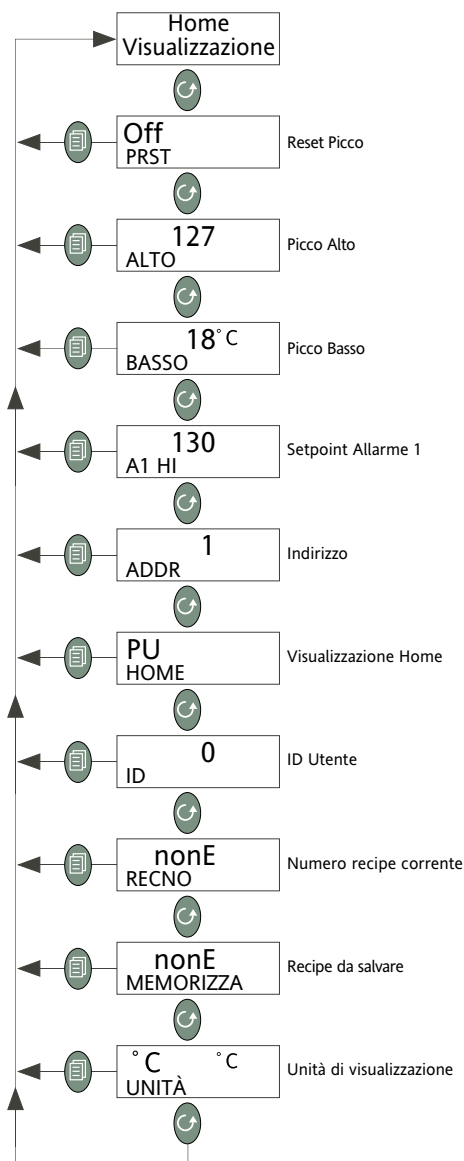 Home
Visualizzazione
Off
PRST
Reset Picco
127
ALTO
Picco Alto
18°C
BASSO
Picco Basso
130
A1 HI
Setpoint Allarme 1
1
ADDR
Indirizzo
PU
HOME
Visualizzazione Home
0
ID
ID Utente
nonE
RECNO
Numero recipe corrente
nonE
MEMORIZZA
Recipe da salvare
°C °C
UNITÀ
Unità di visualizzazione